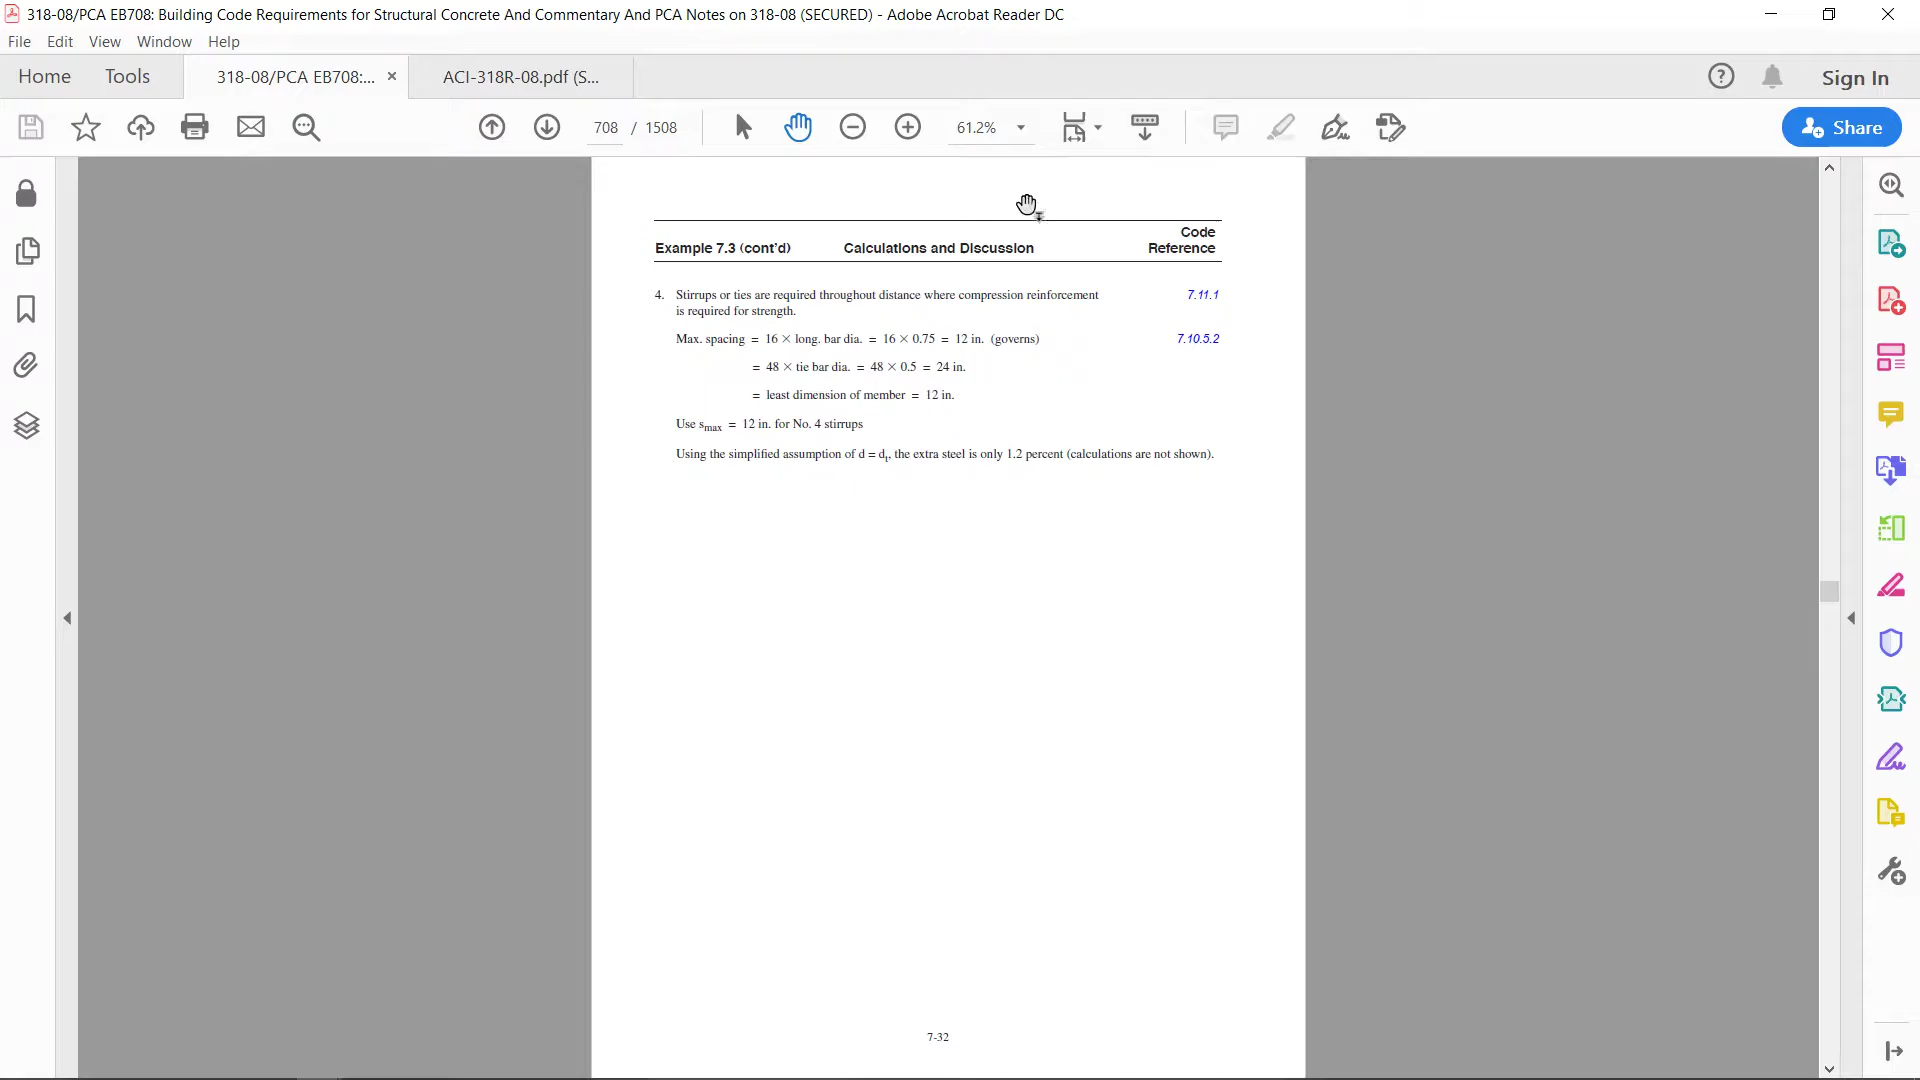 318-08/PCA EB708: Building Code Requirements for Structural Concrete And Commentary And PCA Notes on 318-08 (SECURED) - Adobe Acrobat Reader DC
File Edit View Window Help
Home Tools 318-08/PCA EB708:... × ACI-318R-08.pdf (S... Sign In
708 / 1508 61.2% Share
Code
Example 7.3 (cont'd) Calculations and Discussion Reference
4. Stirrups or ties are required throughout distance where compression reinforcement 7.11.1
is required for strength.
Max. spacing = 16 × long. bar dia. = 16 × 0.75 = 12 in. (governs) 7.10.5.2
= 48 × tie bar dia. = 48 × 0.5 = 24 in.
= least dimension of member = 12 in.
Use smax = 12 in. for No. 4 stirrups
Using the simplified assumption of d = dt, the extra steel is only 1.2 percent (calculations are not shown).
7-32